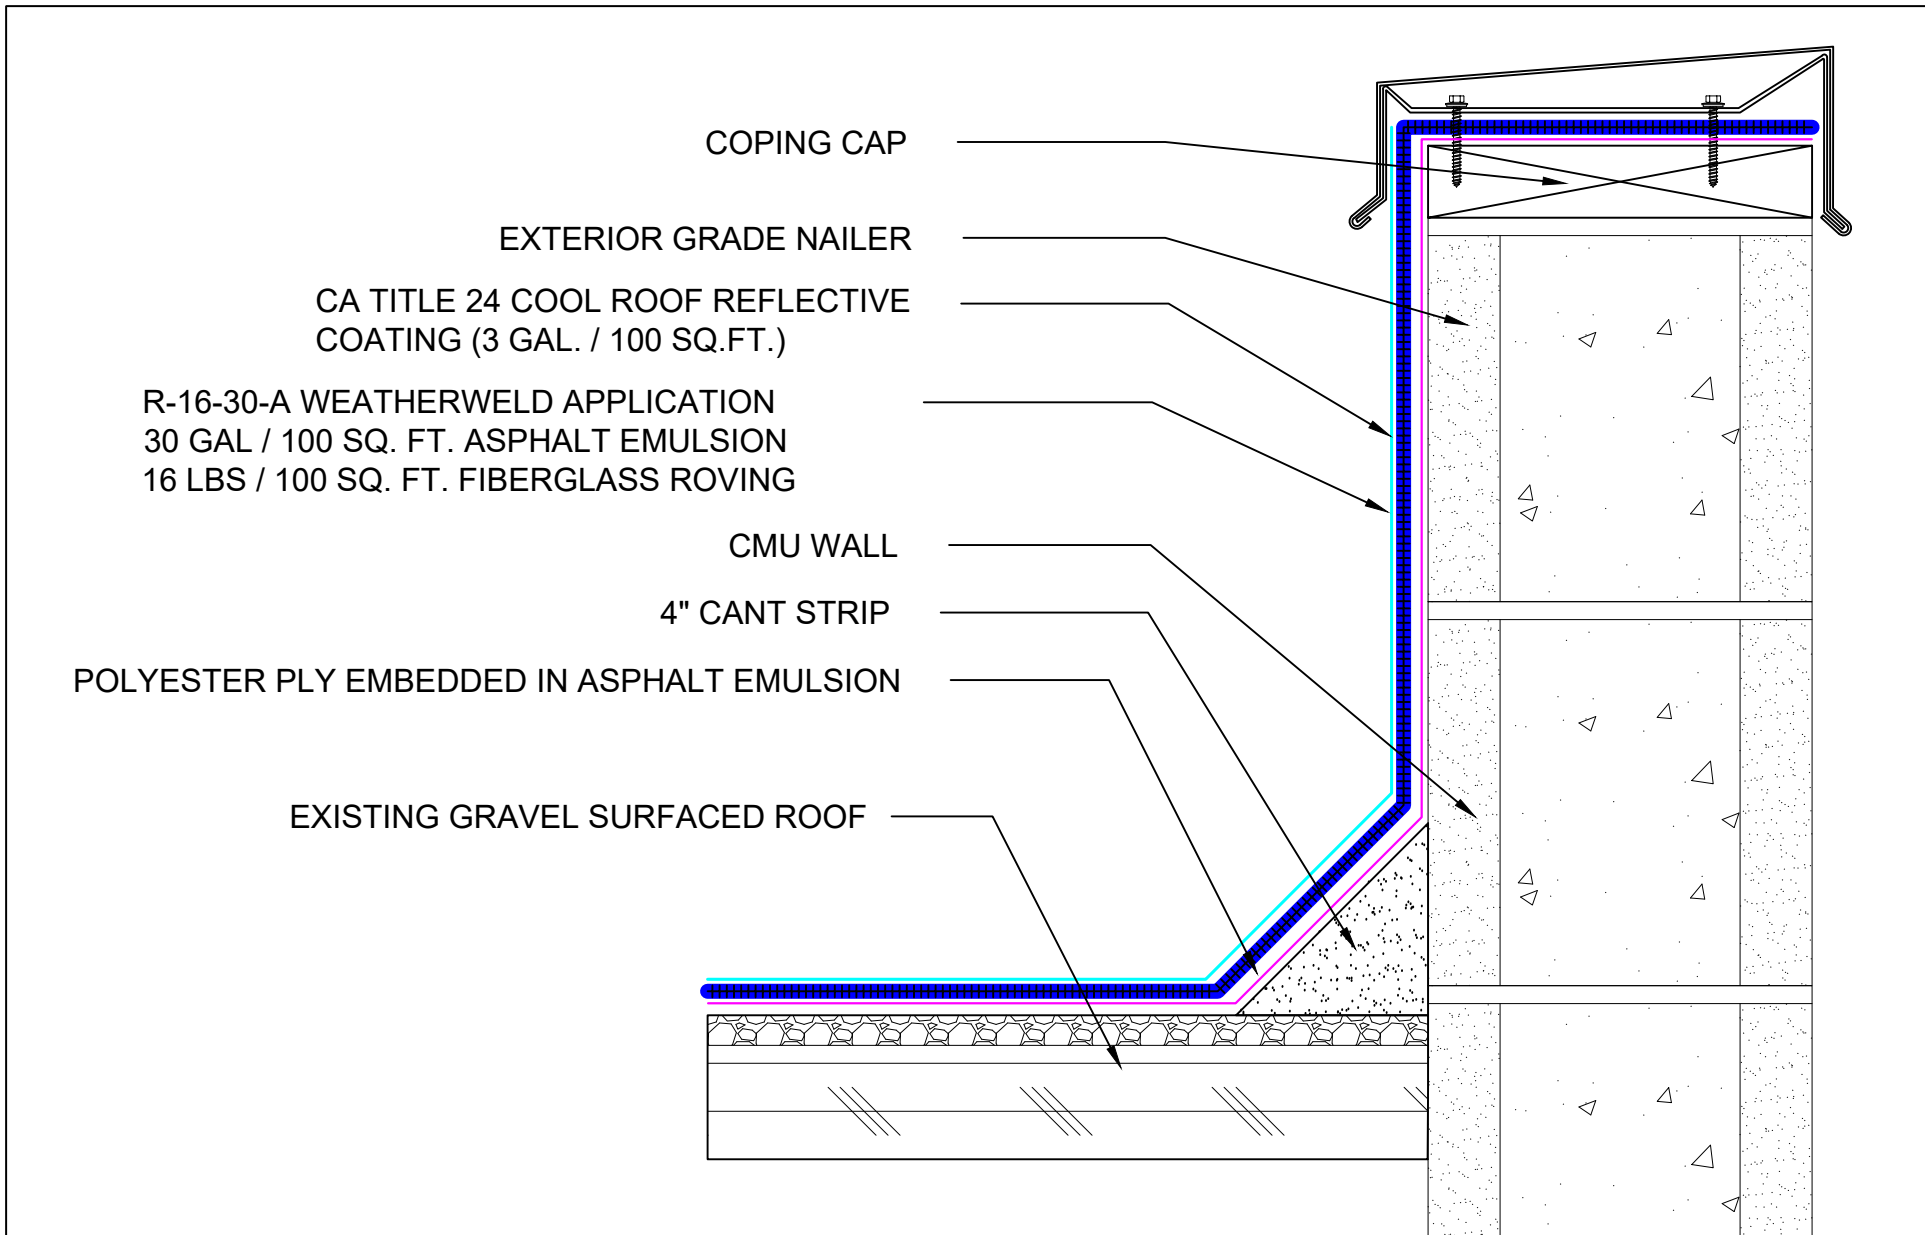 COPING CAP
EXTERIOR GRADE NAILER
CA TITLE 24 COOL ROOF REFLECTIVE
COATING (3 GAL. / 100 SQ.FT.)
R-16-30-A WEATHERWELD APPLICATION
30 GAL / 100 SQ. FT. ASPHALT EMULSION
16 LBS / 100 SQ. FT. FIBERGLASS ROVING
CMU WALL
4" CANT STRIP
POLYESTER PLY EMBEDDED IN ASPHALT EMULSION
EXISTING GRAVEL SURFACED ROOF